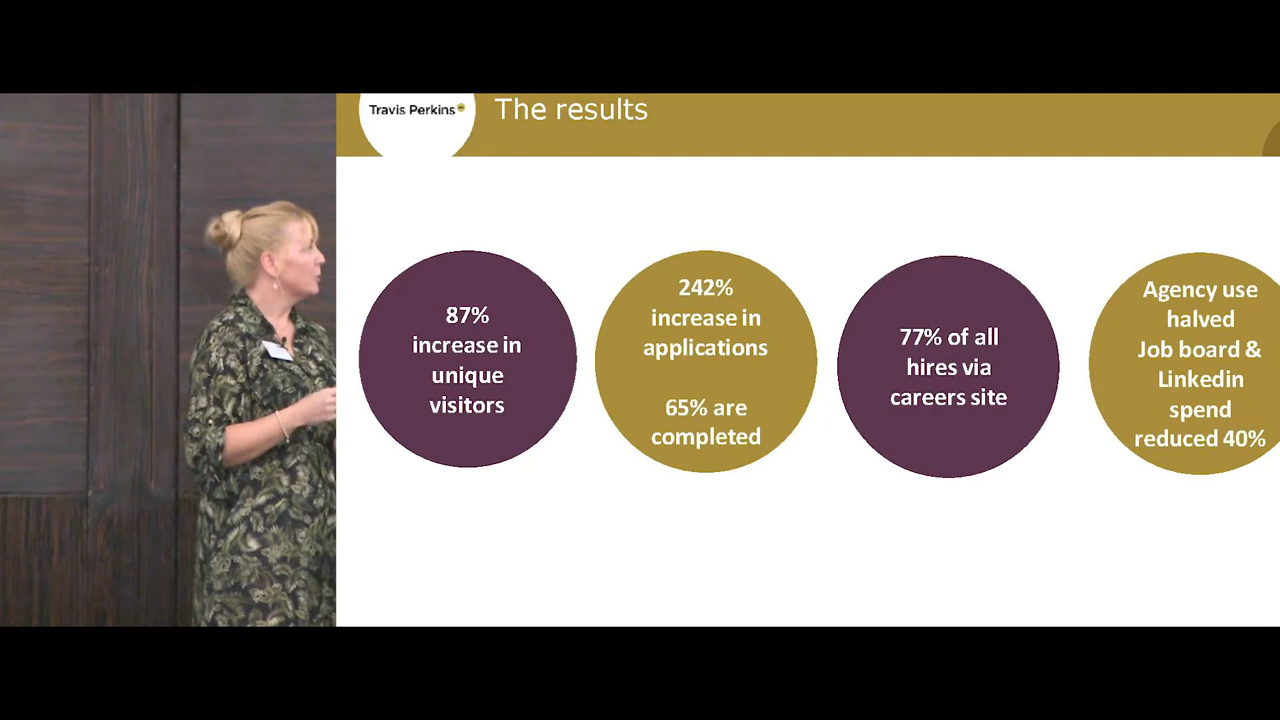 Travis Perkins
The results
87%
increase in
unique
visitors
242%
increase in
applications
65% are
completed
77% of all
hires via
careers site
Agency use
halved
Job board &
Linkedin
spend
reduced 40%